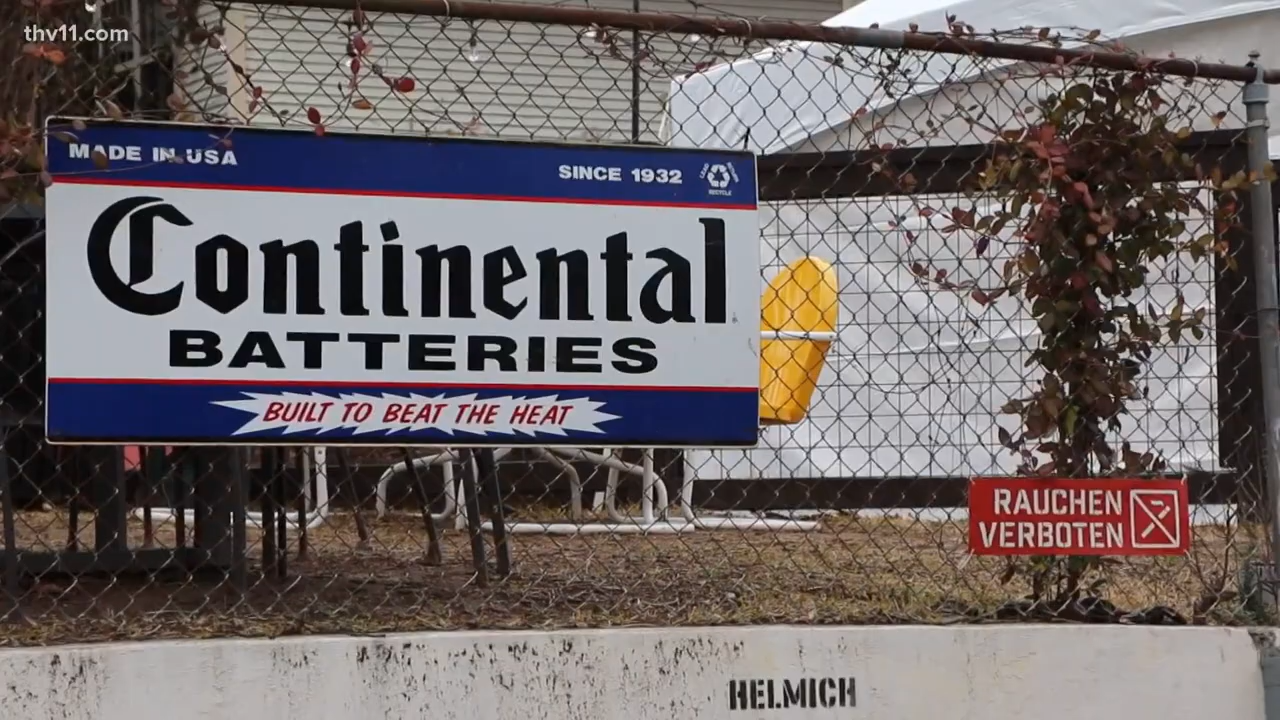 thv11.com
MADE IN USA
SINCE 1932
RECYCLE
Continental
BATTERIES
BUILT TO BEAT THE HEAT
RAUCHEN
VERBOTEN
HELMICH